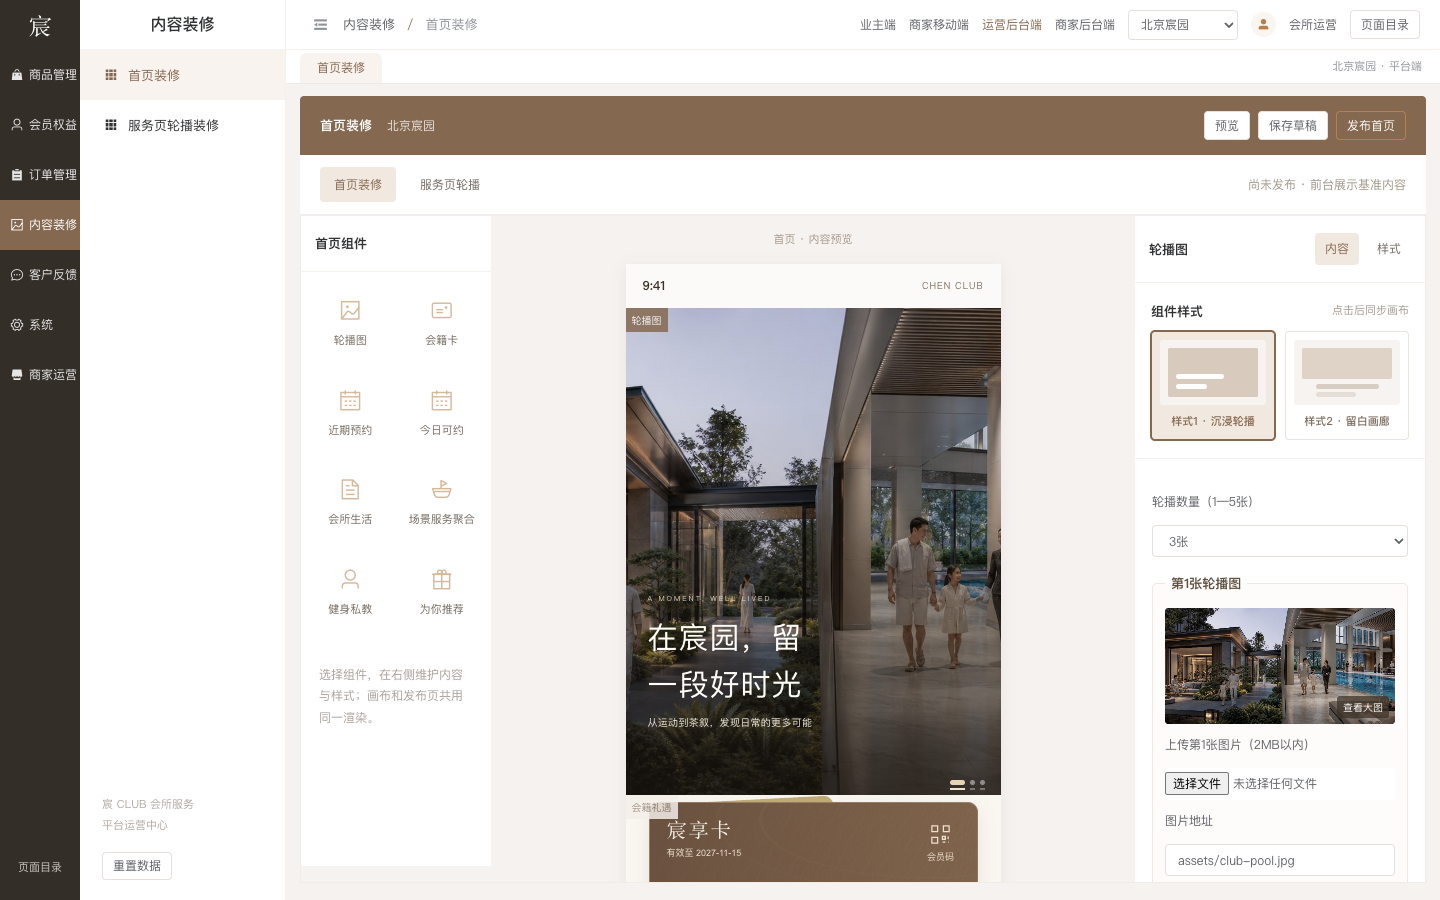 宸
商品管理
会员权益
订单管理
内容装修
客户反馈
系统
商家运营
页面目录
内容装修
首页装修
服务页轮播装修
宸 CLUB 会所服务
平台运营中心
重置数据
内容装修 / 首页装修
业主端 商家移动端 运营后台端 商家后台端 北京宸园 会所运营 页面目录
首页装修
北京宸园 · 平台端
首页装修 北京宸园
预览 保存草稿 发布首页
首页装修 服务页轮播
尚未发布 · 前台展示基准内容
首页组件
轮播图 会籍卡
近期预约 今日可约
会所生活 场景服务聚合
健身私教 为你推荐
选择组件，在右侧维护内容
与样式；画布和发布页共用
同一渲染。
首页 · 内容预览
9:41 CHEN CLUB
轮播图
A MOMENT, WELL LIVED
在宸园，留
一段好时光
从运动到茶叙，发现日常的更多可能
会籍礼遇
宸享卡
有效至 2027-11-15
会员码
轮播图 内容 样式
组件样式 点击后同步画布
样式1 · 沉浸轮播 样式2 · 留白画廊
轮播数量（1—5张）
3张
第1张轮播图
查看大图
上传第1张图片（2MB以内）
选择文件 未选择任何文件
图片地址
assets/club-pool.jpg